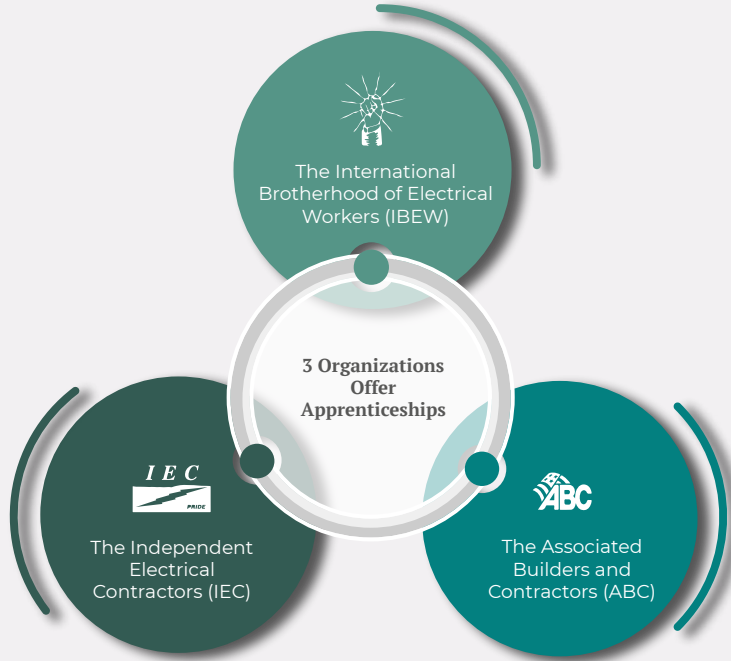 The International
Brotherhood of Electrical
Workers (IBEW)
3 Organizations
Offer
Apprenticeships
IEC
PRIDE
The Independent
Electrical
Contractors (IEC)
ABC
The Associated
Builders and
Contractors (ABC)